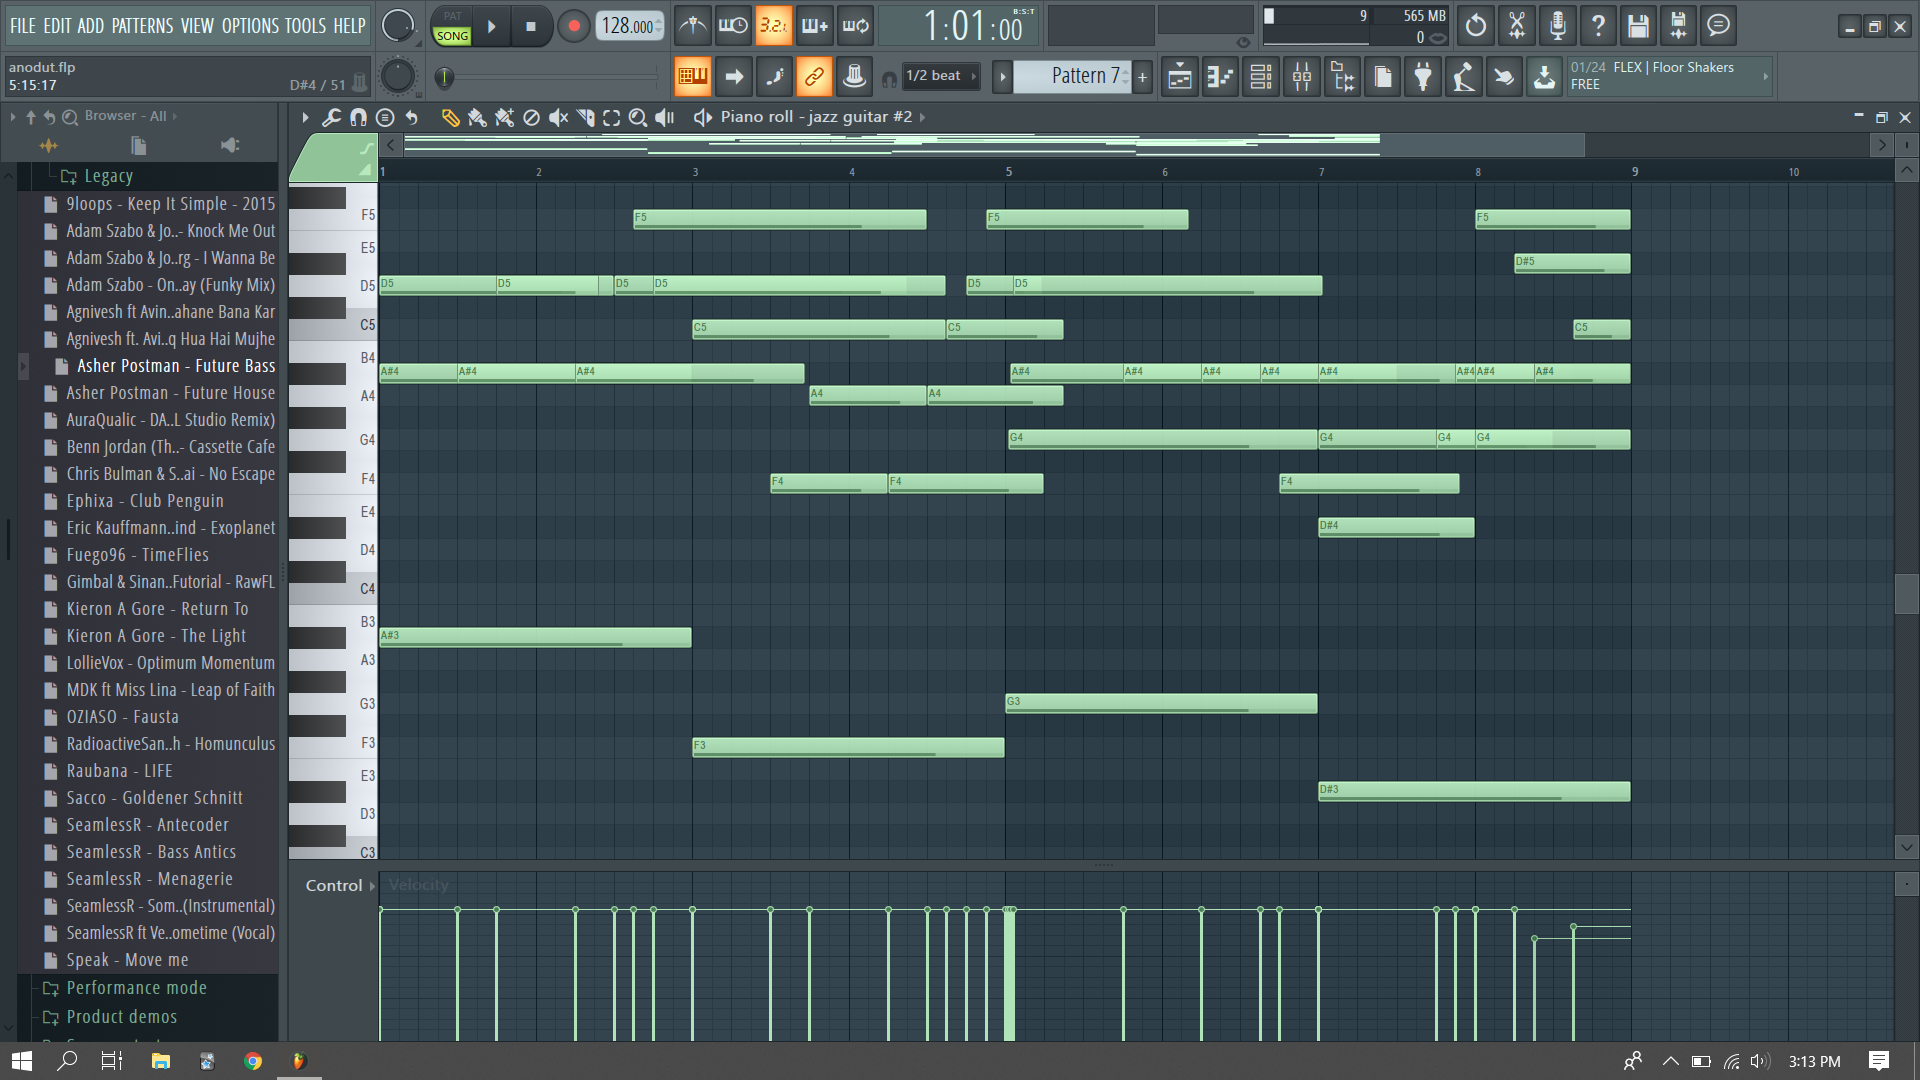 FILE EDIT ADD PATTERNS VIEW OPTIONS TOOLS HELP
PAT
SONG
128.000
3.2.
1:01:00
B:S:T
9
565 MB
0
anodut.flp
5:15:17
D#4 / 51
1/2 beat
Pattern 7
01/24 FLEX | Floor Shakers
FREE
Browser - All
Piano roll - jazz guitar #2
Legacy
9loops - Keep It Simple - 2015
Adam Szabo & Jo..- Knock Me Out
Adam Szabo & Jo..rg - I Wanna Be
Adam Szabo - On..ay (Funky Mix)
Agnivesh ft Avin..ahane Bana Kar
Agnivesh ft. Avi..q Hua Hai Mujhe
Asher Postman - Future Bass
Asher Postman - Future House
AuraQualic - DA..L Studio Remix)
Benn Jordan (Th..- Cassette Cafe
Chris Bulman & S..ai - No Escape
Ephixa - Club Penguin
Eric Kauffmann..ind - Exoplanet
Fuego96 - TimeFlies
Gimbal & Sinan..Futorial - RawFL
Kieron A Gore - Return To
Kieron A Gore - The Light
LollieVox - Optimum Momentum
MDK ft Miss Lina - Leap of Faith
OZIASO - Fausta
RadioactiveSan..h - Homunculus
Raubana - LIFE
Sacco - Goldener Schnitt
SeamlessR - Antecoder
SeamlessR - Bass Antics
SeamlessR - Menagerie
SeamlessR - Som..(Instrumental)
SeamlessR ft Ve..ometime (Vocal)
Speak - Move me
Performance mode
Product demos
1 2 3 4 5 6 7 8 9 10
F5 F5 F5 F5
E5
D#5
D5 D5 D5 D5 D5 D5 D5
C5 C5 C5 C5
B4
A#4 A#4 A#4 A#4 A#4 A#4 A#4 A#4 A#4 A#4 A#4
A4 A4 A4
G4 G4 G4 G4 G4
F4 F4 F4 F4
E4
D#4
D4
C4
B3
A#3
A3
G3 G3
F3 F3
E3
D#3
D3
C3
Control Velocity
3:13 PM